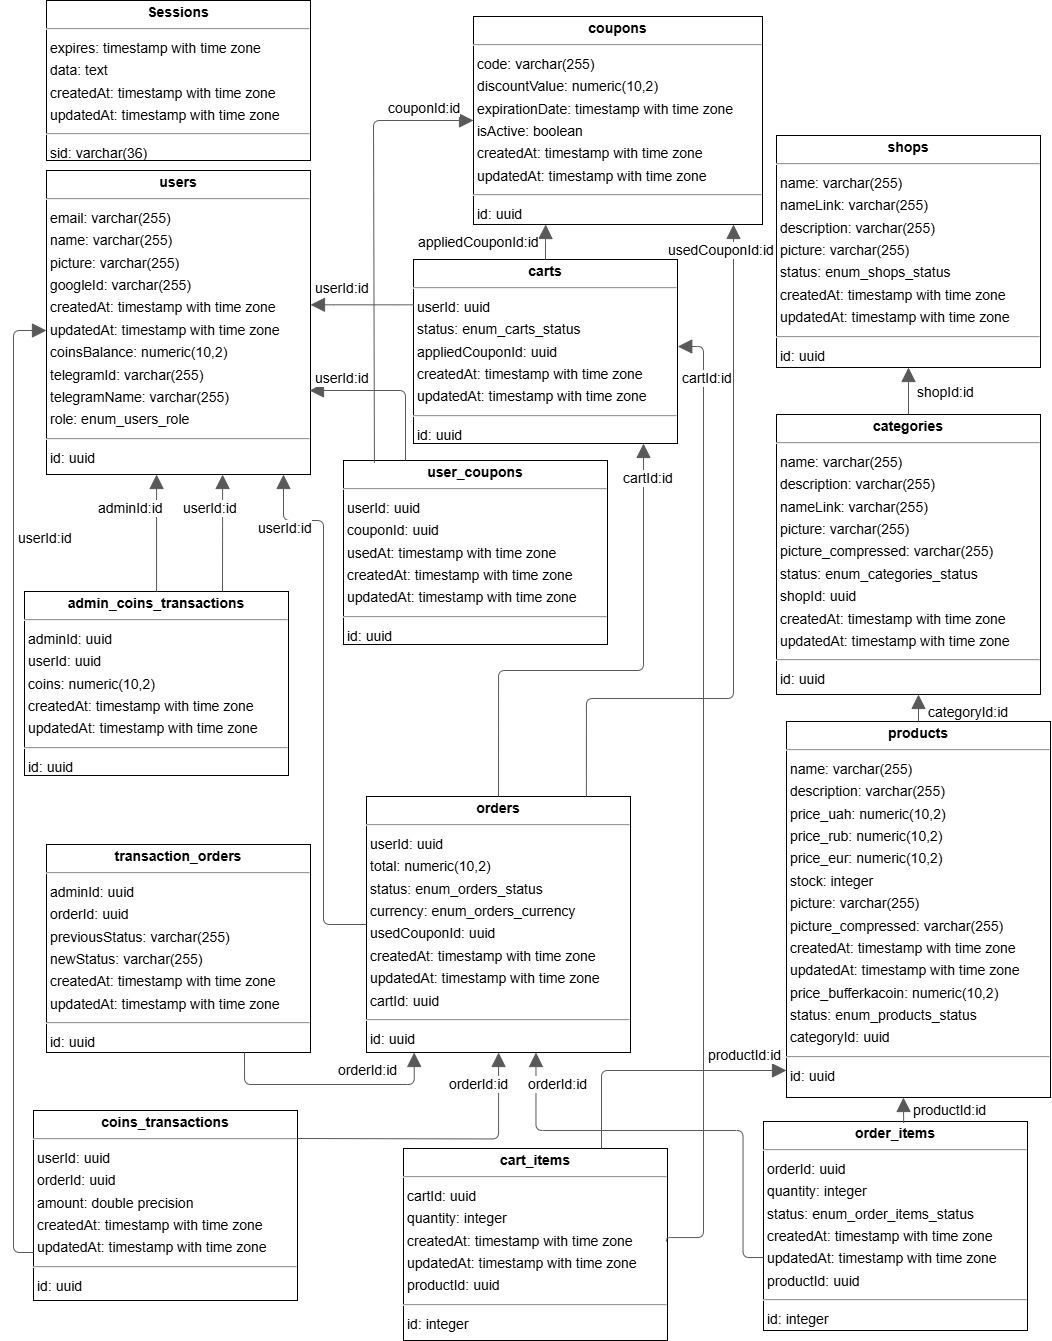 Sessions
expires: timestamp with time zone
data: text
createdAt: timestamp with time zone
updatedAt: timestamp with time zone
sid: varchar(36)
users
email: varchar(255)
name: varchar(255)
picture: varchar(255)
googleId: varchar(255)
createdAt: timestamp with time zone
updatedAt: timestamp with time zone
coinsBalance: numeric(10,2)
telegramId: varchar(255)
telegramName: varchar(255)
role: enum_users_role
id: uuid
coupons
code: varchar(255)
discountValue: numeric(10,2)
expirationDate: timestamp with time zone
isActive: boolean
createdAt: timestamp with time zone
updatedAt: timestamp with time zone
id: uuid
couponId:id
appliedCouponId:id
usedCouponId:id
shops
name: varchar(255)
nameLink: varchar(255)
description: varchar(255)
picture: varchar(255)
status: enum_shops_status
createdAt: timestamp with time zone
updatedAt: timestamp with time zone
id: uuid
carts
userId: uuid
status: enum_carts_status
appliedCouponId: uuid
createdAt: timestamp with time zone
updatedAt: timestamp with time zone
id: uuid
userId:id
userId:id
cartId:id
cartId:id
shopId:id
categories
name: varchar(255)
description: varchar(255)
nameLink: varchar(255)
picture: varchar(255)
picture_compressed: varchar(255)
status: enum_categories_status
shopId: uuid
createdAt: timestamp with time zone
updatedAt: timestamp with time zone
id: uuid
user_coupons
userId: uuid
couponId: uuid
usedAt: timestamp with time zone
createdAt: timestamp with time zone
updatedAt: timestamp with time zone
id: uuid
adminId:id
userId:id
userId:id
userId:id
admin_coins_transactions
adminId: uuid
userId: uuid
coins: numeric(10,2)
createdAt: timestamp with time zone
updatedAt: timestamp with time zone
id: uuid
categoryId:id
products
name: varchar(255)
description: varchar(255)
price_uah: numeric(10,2)
price_rub: numeric(10,2)
price_eur: numeric(10,2)
stock: integer
picture: varchar(255)
picture_compressed: varchar(255)
createdAt: timestamp with time zone
updatedAt: timestamp with time zone
price_bufferkacoin: numeric(10,2)
status: enum_products_status
categoryId: uuid
id: uuid
orders
userId: uuid
total: numeric(10,2)
status: enum_orders_status
currency: enum_orders_currency
usedCouponId: uuid
createdAt: timestamp with time zone
updatedAt: timestamp with time zone
cartId: uuid
id: uuid
transaction_orders
adminId: uuid
orderId: uuid
previousStatus: varchar(255)
newStatus: varchar(255)
createdAt: timestamp with time zone
updatedAt: timestamp with time zone
id: uuid
orderId:id
orderId:id
orderId:id
productId:id
productId:id
coins_transactions
userId: uuid
orderId: uuid
amount: double precision
createdAt: timestamp with time zone
updatedAt: timestamp with time zone
id: uuid
cart_items
cartId: uuid
quantity: integer
createdAt: timestamp with time zone
updatedAt: timestamp with time zone
productId: uuid
id: integer
order_items
orderId: uuid
quantity: integer
status: enum_order_items_status
createdAt: timestamp with time zone
updatedAt: timestamp with time zone
productId: uuid
id: integer